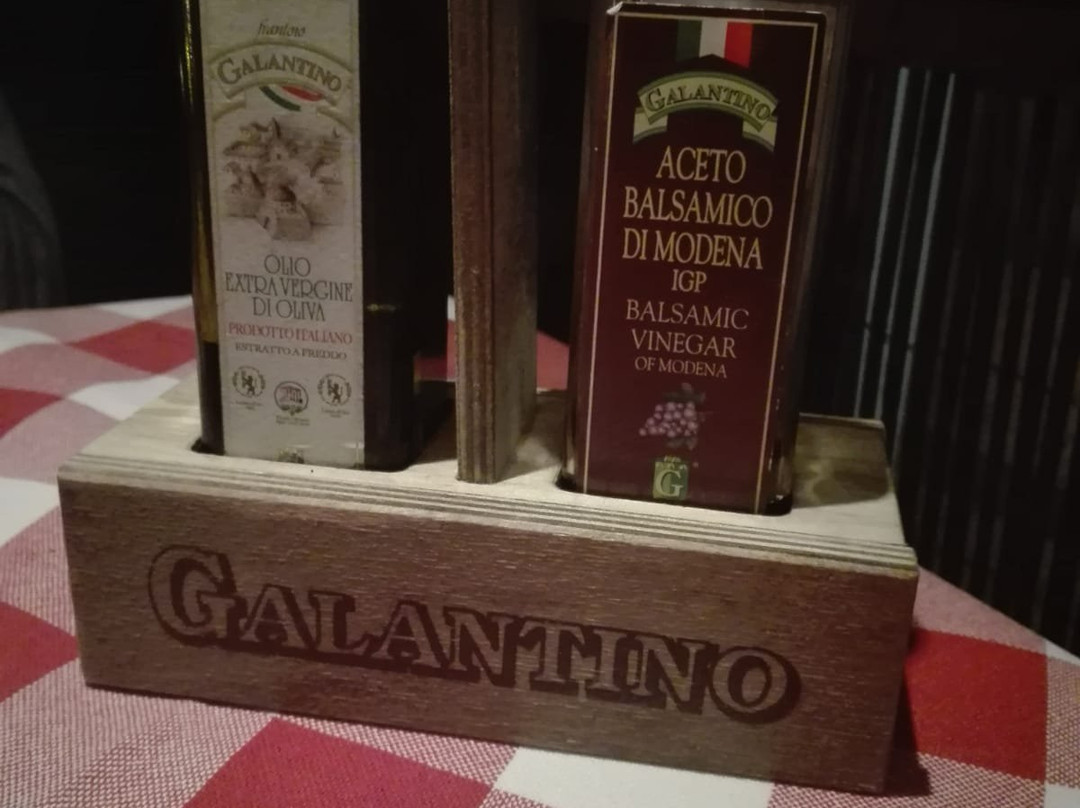 frantoio
GALANTINO
OLIO
EXTRA VERGINE
DI OLIVA
PRODOTTO ITALIANO
ESTRATTO A FREDDO
GALANTINO
ACETO
BALSAMICO
DI MODENA
IGP
BALSAMIC
VINEGAR
OF MODENA
G
GALANTINO